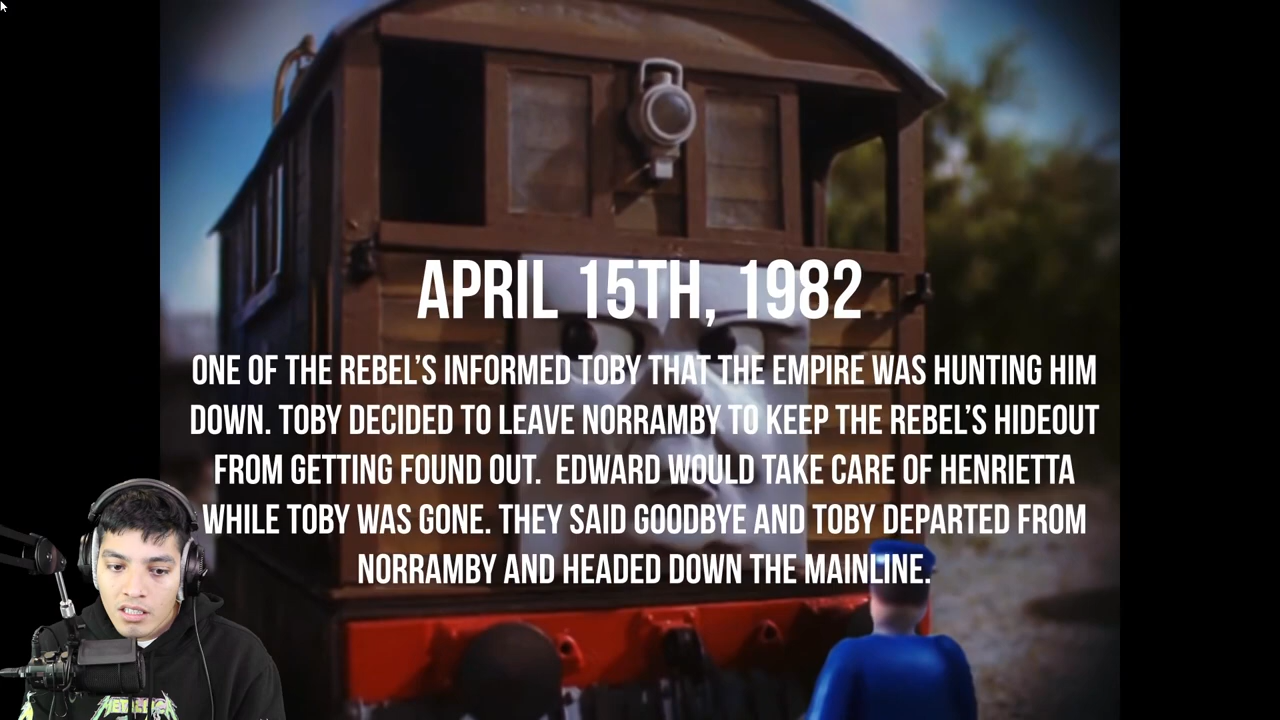 APRIL 15TH, 1982
ONE OF THE REBEL'S INFORMED TOBY THAT THE EMPIRE WAS HUNTING HIM
DOWN. TOBY DECIDED TO LEAVE NORRAMBY TO KEEP THE REBEL'S HIDEOUT
FROM GETTING FOUND OUT.  EDWARD WOULD TAKE CARE OF HENRIETTA
WHILE TOBY WAS GONE. THEY SAID GOODBYE AND TOBY DEPARTED FROM
NORRAMBY AND HEADED DOWN THE MAINLINE.
METALLICA